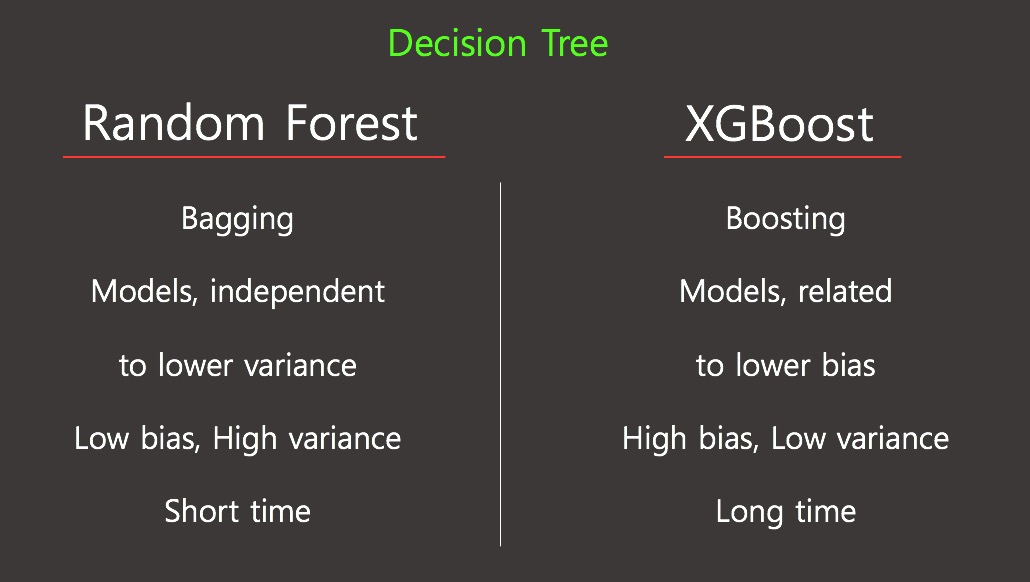 Decision Tree
Random Forest
Bagging
Models, independent
to lower variance
Low bias, High variance
Short time
XGBoost
Boosting
Models, related
to lower bias
High bias, Low variance
Long time